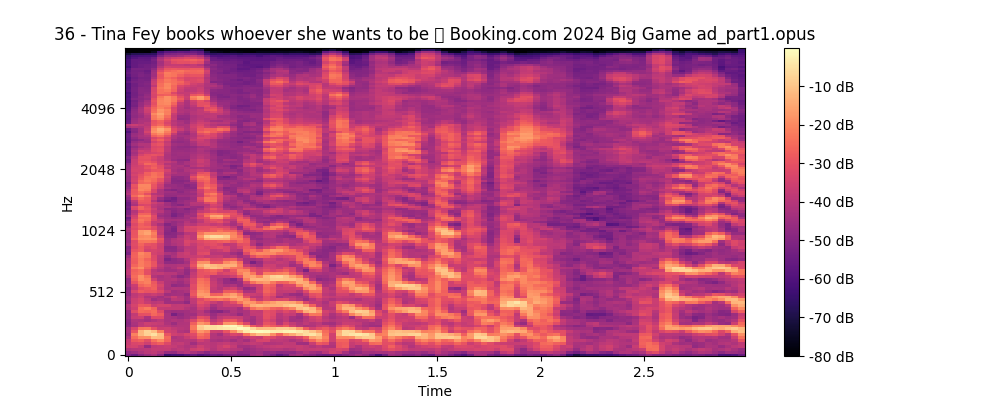 36 - Tina Fey books whoever she wants to be ▯ Booking.com 2024 Big Game ad_part1.opus
Hz
4096
2048
1024
512
0
0 0.5 1 1.5 2 2.5
Time
-10 dB
-20 dB
-30 dB
-40 dB
-50 dB
-60 dB
-70 dB
-80 dB